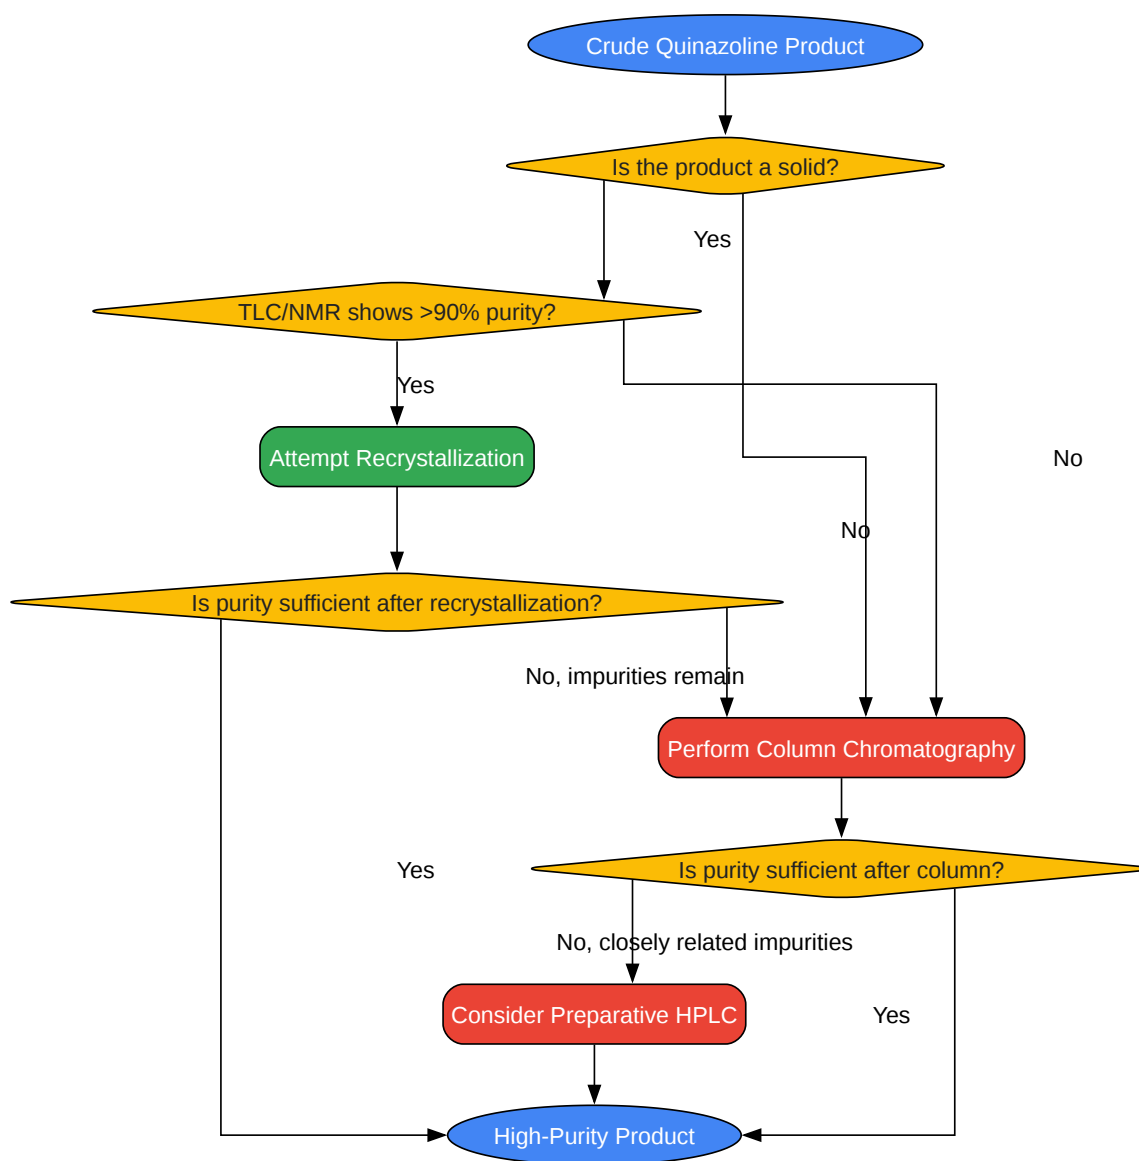 Crude Quinazoline Product
Is the product a solid?
Yes
TLC/NMR shows >90% purity?
Yes
Attempt Recrystallization
No
No
Is purity sufficient after recrystallization?
No, impurities remain
Perform Column Chromatography
Yes
Is purity sufficient after column?
No, closely related impurities
Consider Preparative HPLC
Yes
High-Purity Product